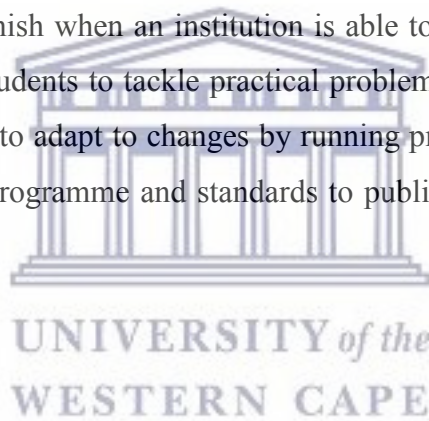 nish when an institution is able to
udents to tackle practical problem
to adapt to changes by running pr
rogramme and standards to publi
UNIVERSITY of the
WESTERN CAPE